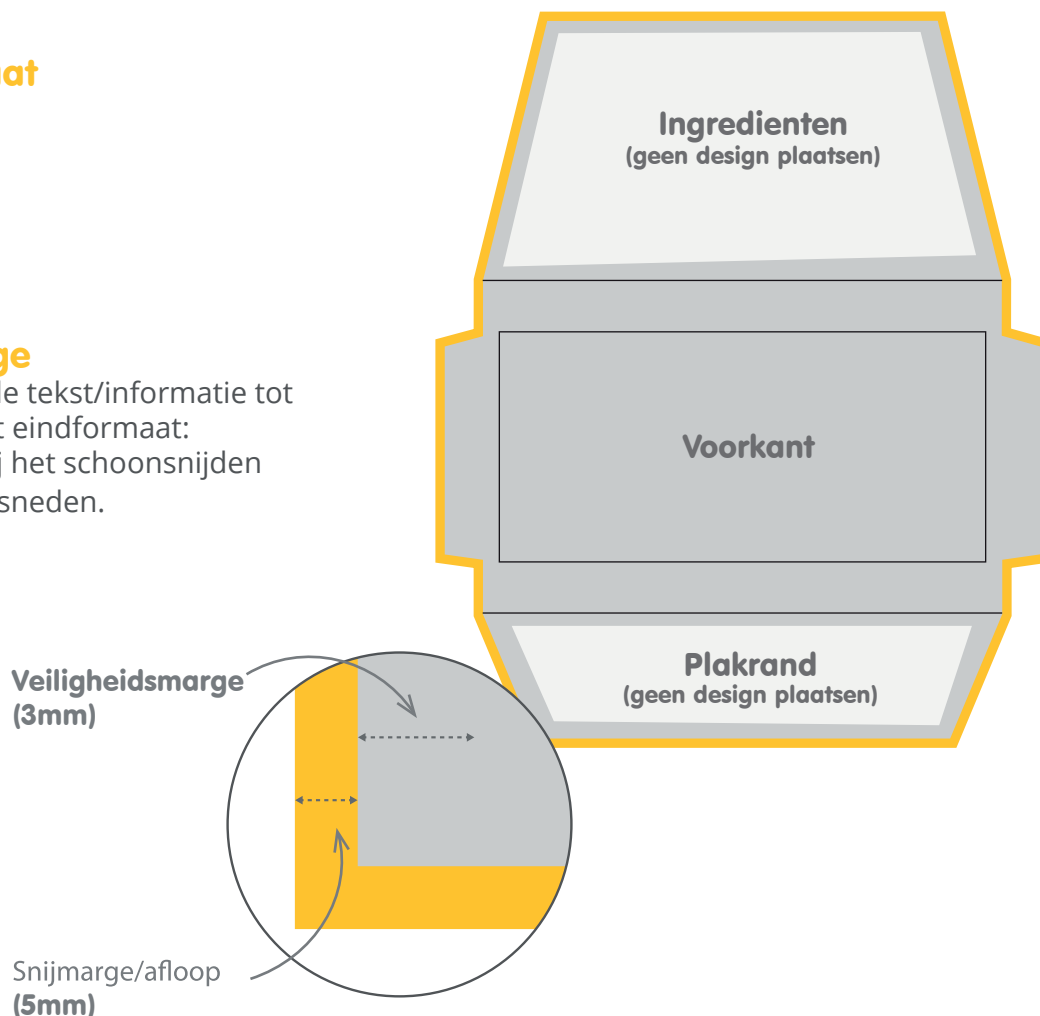 at
Ingredienten
(geen design plaatsen)
ge
le tekst/informatie tot
t eindformaat:
j het schoonsnijden
sneden.
Voorkant
Veiligheidsmarge
(3mm)
Plakrand
(geen design plaatsen)
Snijmarge/afloop
(5mm)